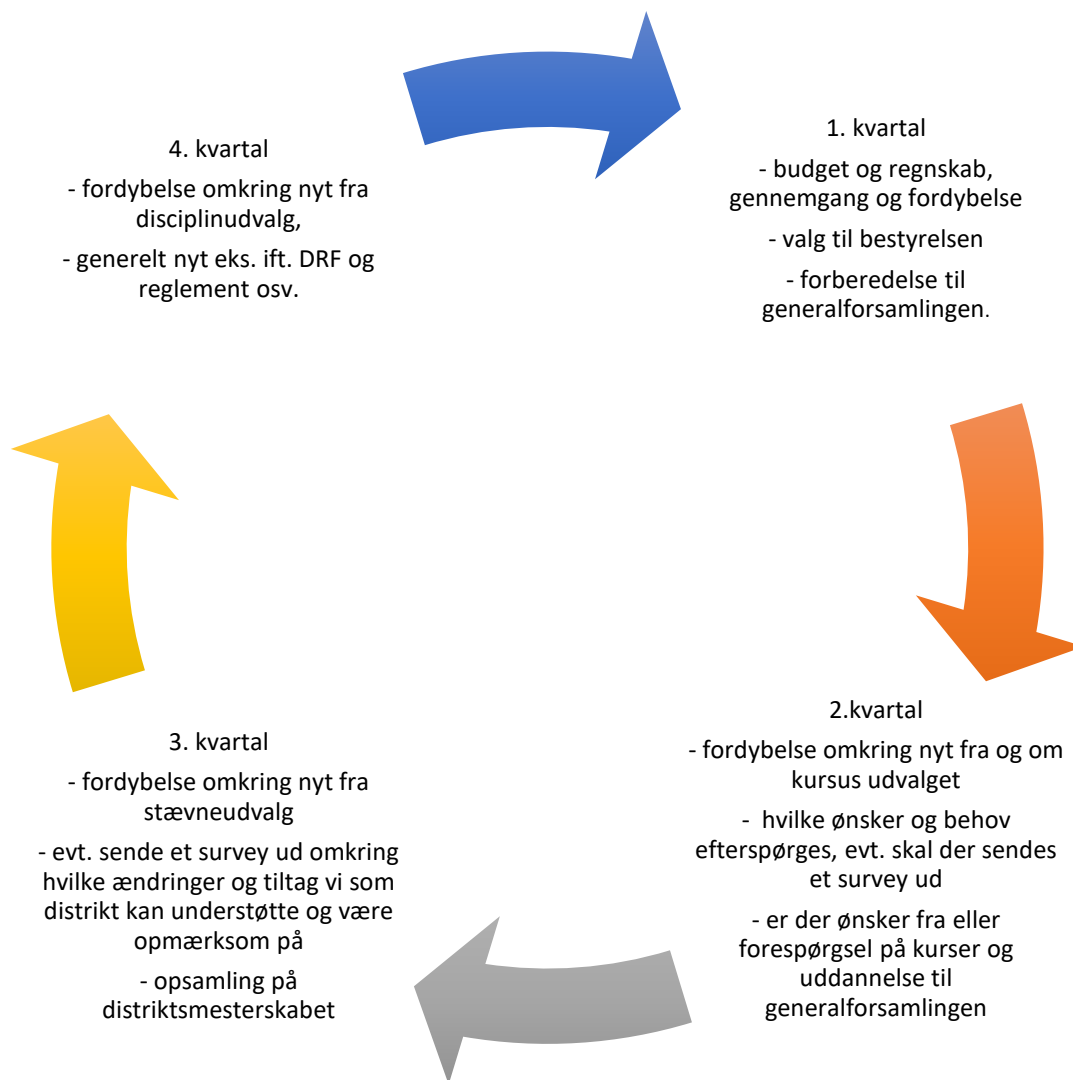 1. kvartal
- budget og regnskab,
gennemgang og fordybelse
- valg til bestyrelsen
- forberedelse til
generalforsamlingen.
2.kvartal
- fordybelse omkring nyt fra og om
kursus udvalget
- hvilke ønsker og behov
efterspørges, evt. skal der sendes
et survey ud
- er der ønsker fra eller
forespørgsel på kurser og
uddannelse til
generalforsamlingen
3. kvartal
- fordybelse omkring nyt fra
stævneudvalg
- evt. sende et survey ud omkring
hvilke ændringer og tiltag vi som
distrikt kan understøtte og være
opmærksom på
- opsamling på
distriktsmesterskabet
4. kvartal
- fordybelse omkring nyt fra
disciplinudvalg,
- generelt nyt eks. ift. DRF og
reglement osv.